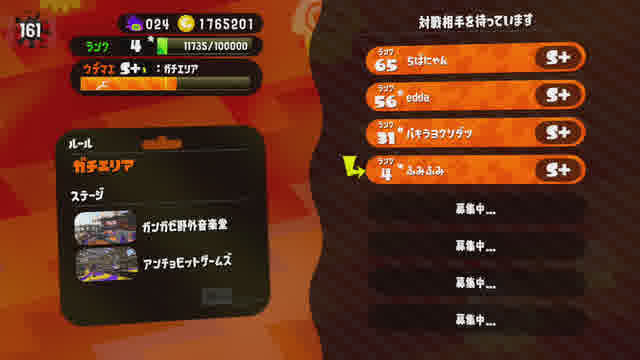 161
024
1765201
ランク 4★ 11735/100000
ウデマエ S+ : ガチエリア
ルール
ガチエリア
ステージ
ガンガゼ野外音楽堂
アンチョビットゲームズ
対戦相手を待っています
ランク 65 ちはにゃん S+
ランク 56★ edda S+
ランク 31★ バキラヨクソダツ S+
ランク 4★ ふみふみ S+
募集中...
募集中...
募集中...
募集中...